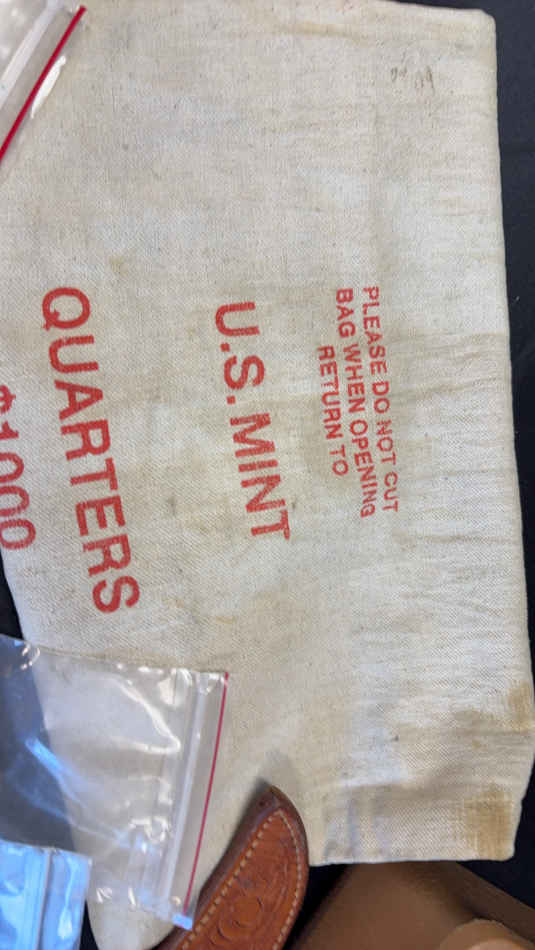 PLEASE DO NOT CUT
BAG WHEN OPENING
RETURN TO
U.S. MINT
QUARTERS
$1000